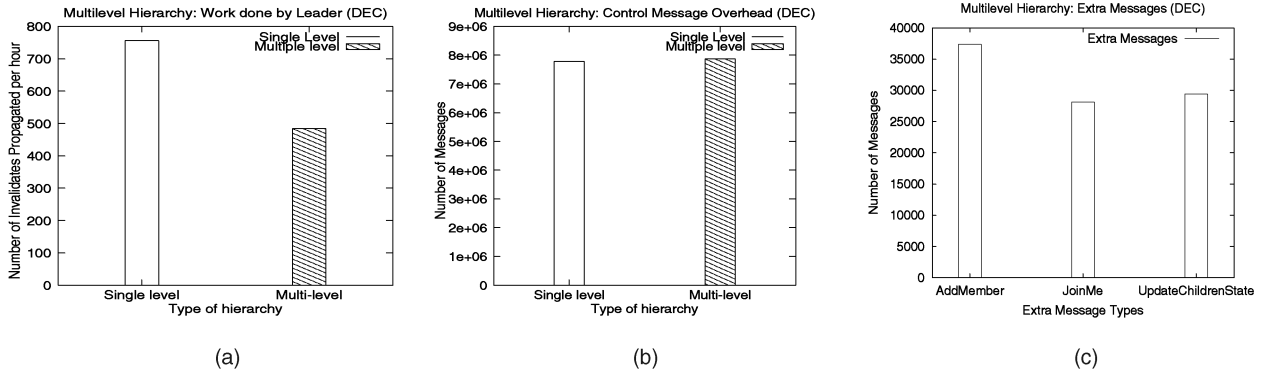 Multilevel Hierarchy: Work done by Leader (DEC)
Number of Invalidates Propagated per hour
800
700
600
500
400
300
200
100
0
Single Level
Multiple level
Single level Multi-level
Type of hierarchy
(a)
Multilevel Hierarchy: Control Message Overhead (DEC)
Number of Messages
9e+06
8e+06
7e+06
6e+06
5e+06
4e+06
3e+06
2e+06
1e+06
0
Single Level
Multiple level
Single level Multi-level
Type of hierarchy
(b)
Multilevel Hierarchy: Extra Messages (DEC)
Number of Messages
40000
35000
30000
25000
20000
15000
10000
5000
0
Extra Messages
AddMember JoinMe UpdateChildrenState
Extra Message Types
(c)